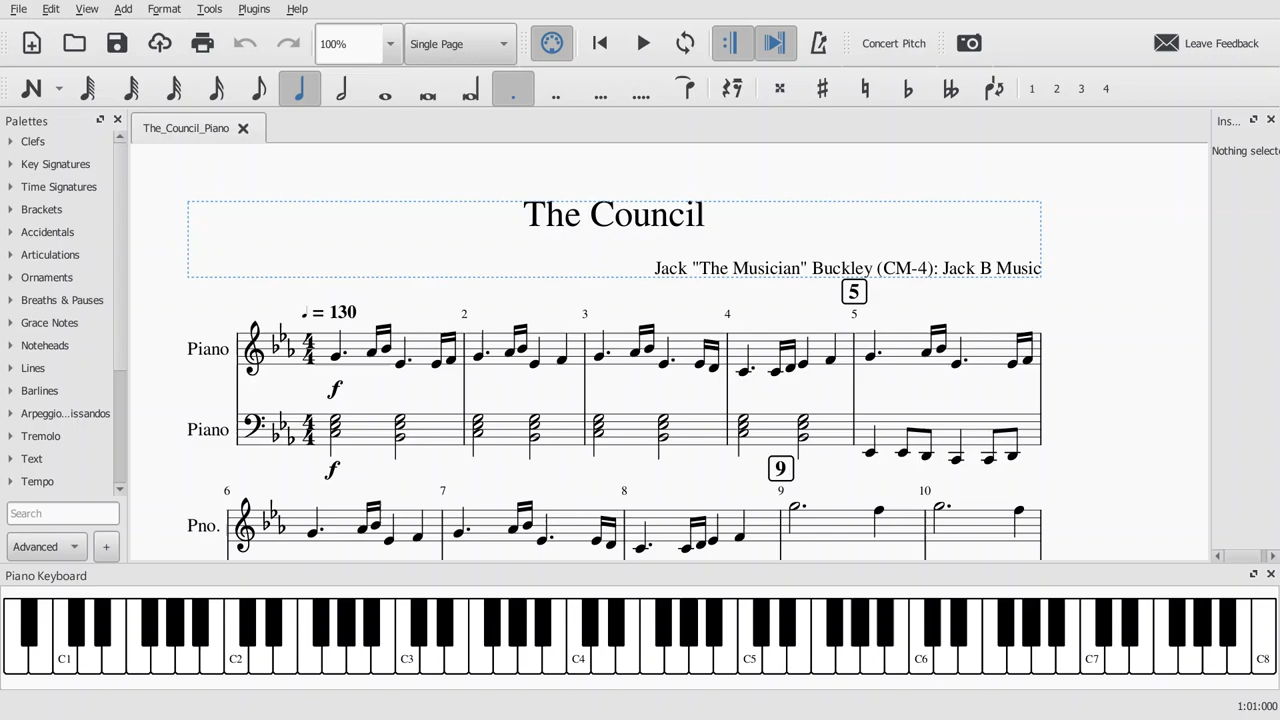 File Edit View Add Format Tools Plugins Help
100% Single Page Concert Pitch Leave Feedback
1 2 3 4
Palettes
Clefs
Key Signatures
Time Signatures
Brackets
Accidentals
Articulations
Ornaments
Breaths & Pauses
Grace Notes
Noteheads
Lines
Barlines
Arpeggio...issandos
Tremolo
Text
Tempo
Search
Advanced +
The_Council_Piano
The Council
Jack "The Musician" Buckley (CM-4): Jack B Music
5
= 130 2 3 4 5
Piano
f
Piano
f
9
6 7 8 9 10
Pno.
Ins...
Nothing selecte
Piano Keyboard
C1 C2 C3 C4 C5 C6 C7 C8
1:01:000